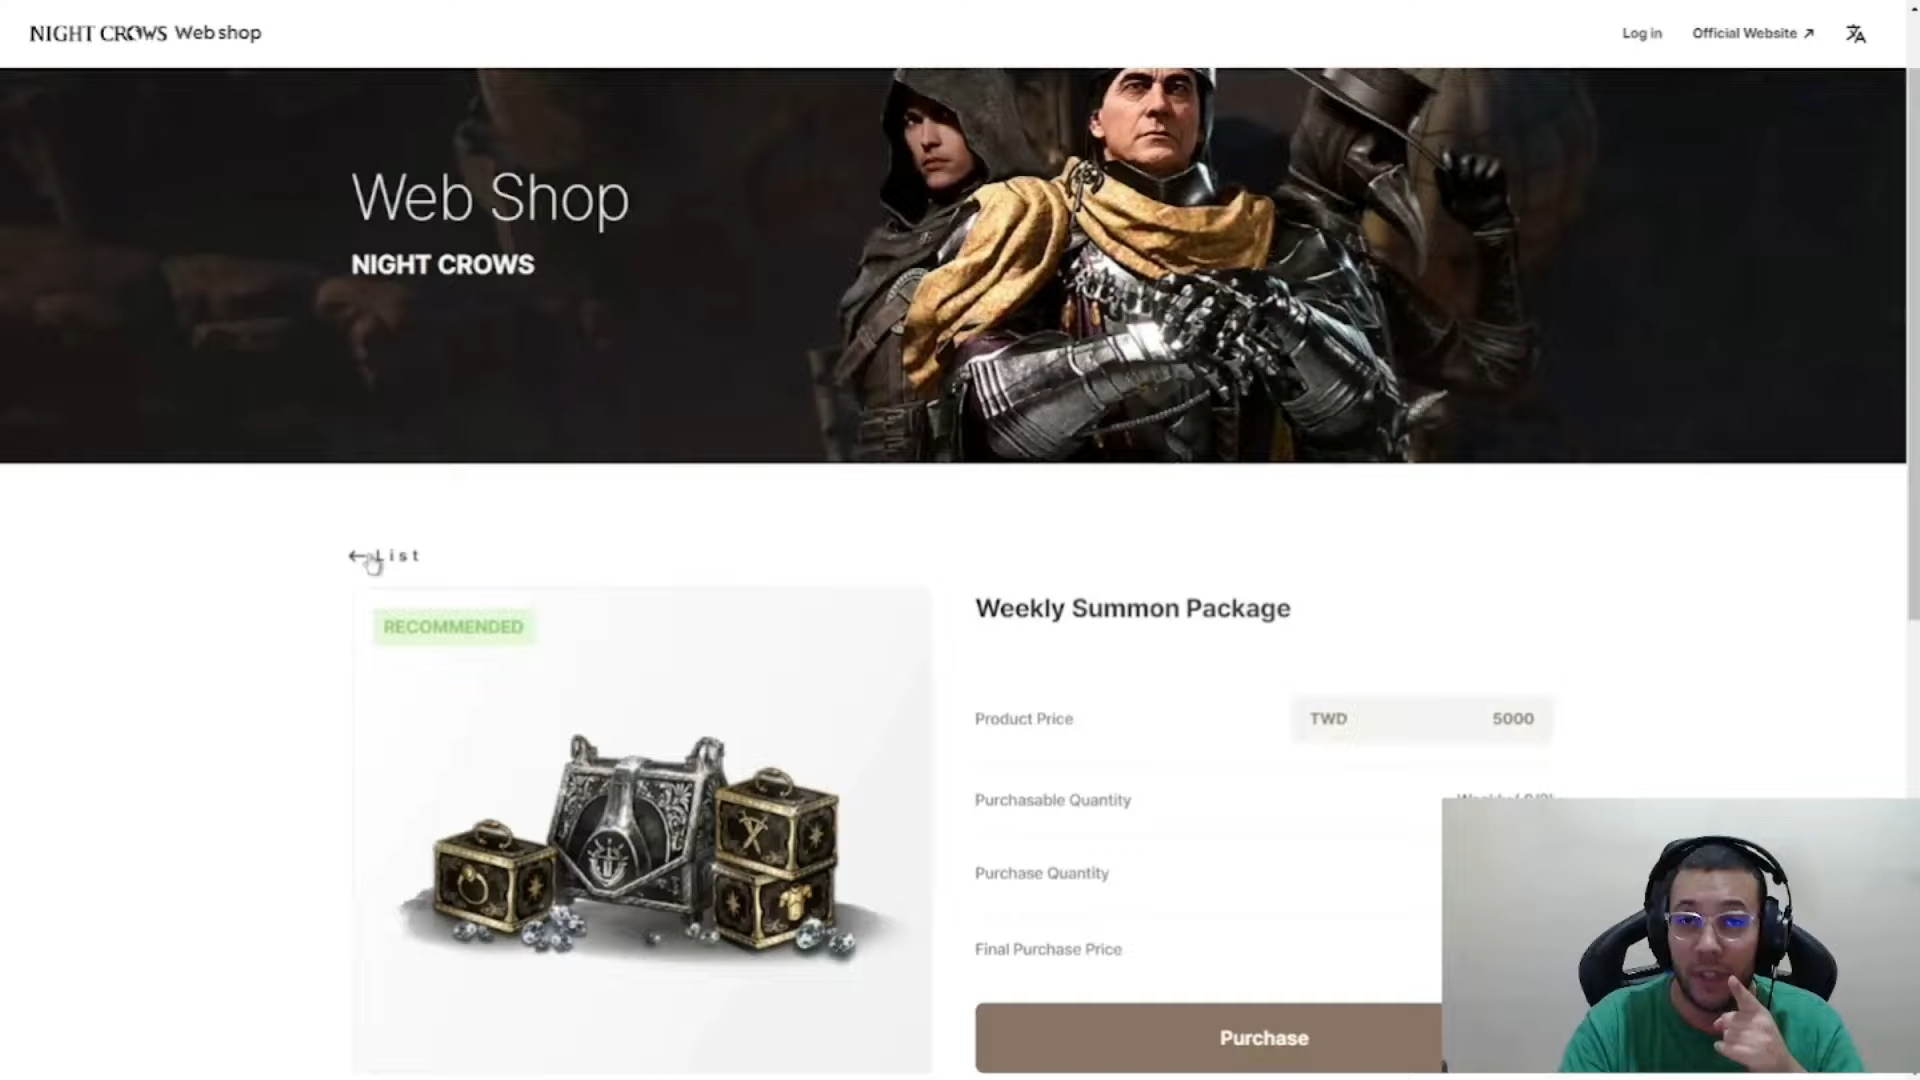 NIGHT CROWS Web shop
Log in
Official Website
Web Shop
NIGHT CROWS
List
RECOMMENDED
Weekly Summon Package
Product Price
TWD 5000
Purchasable Quantity
Purchase Quantity
Final Purchase Price
Purchase